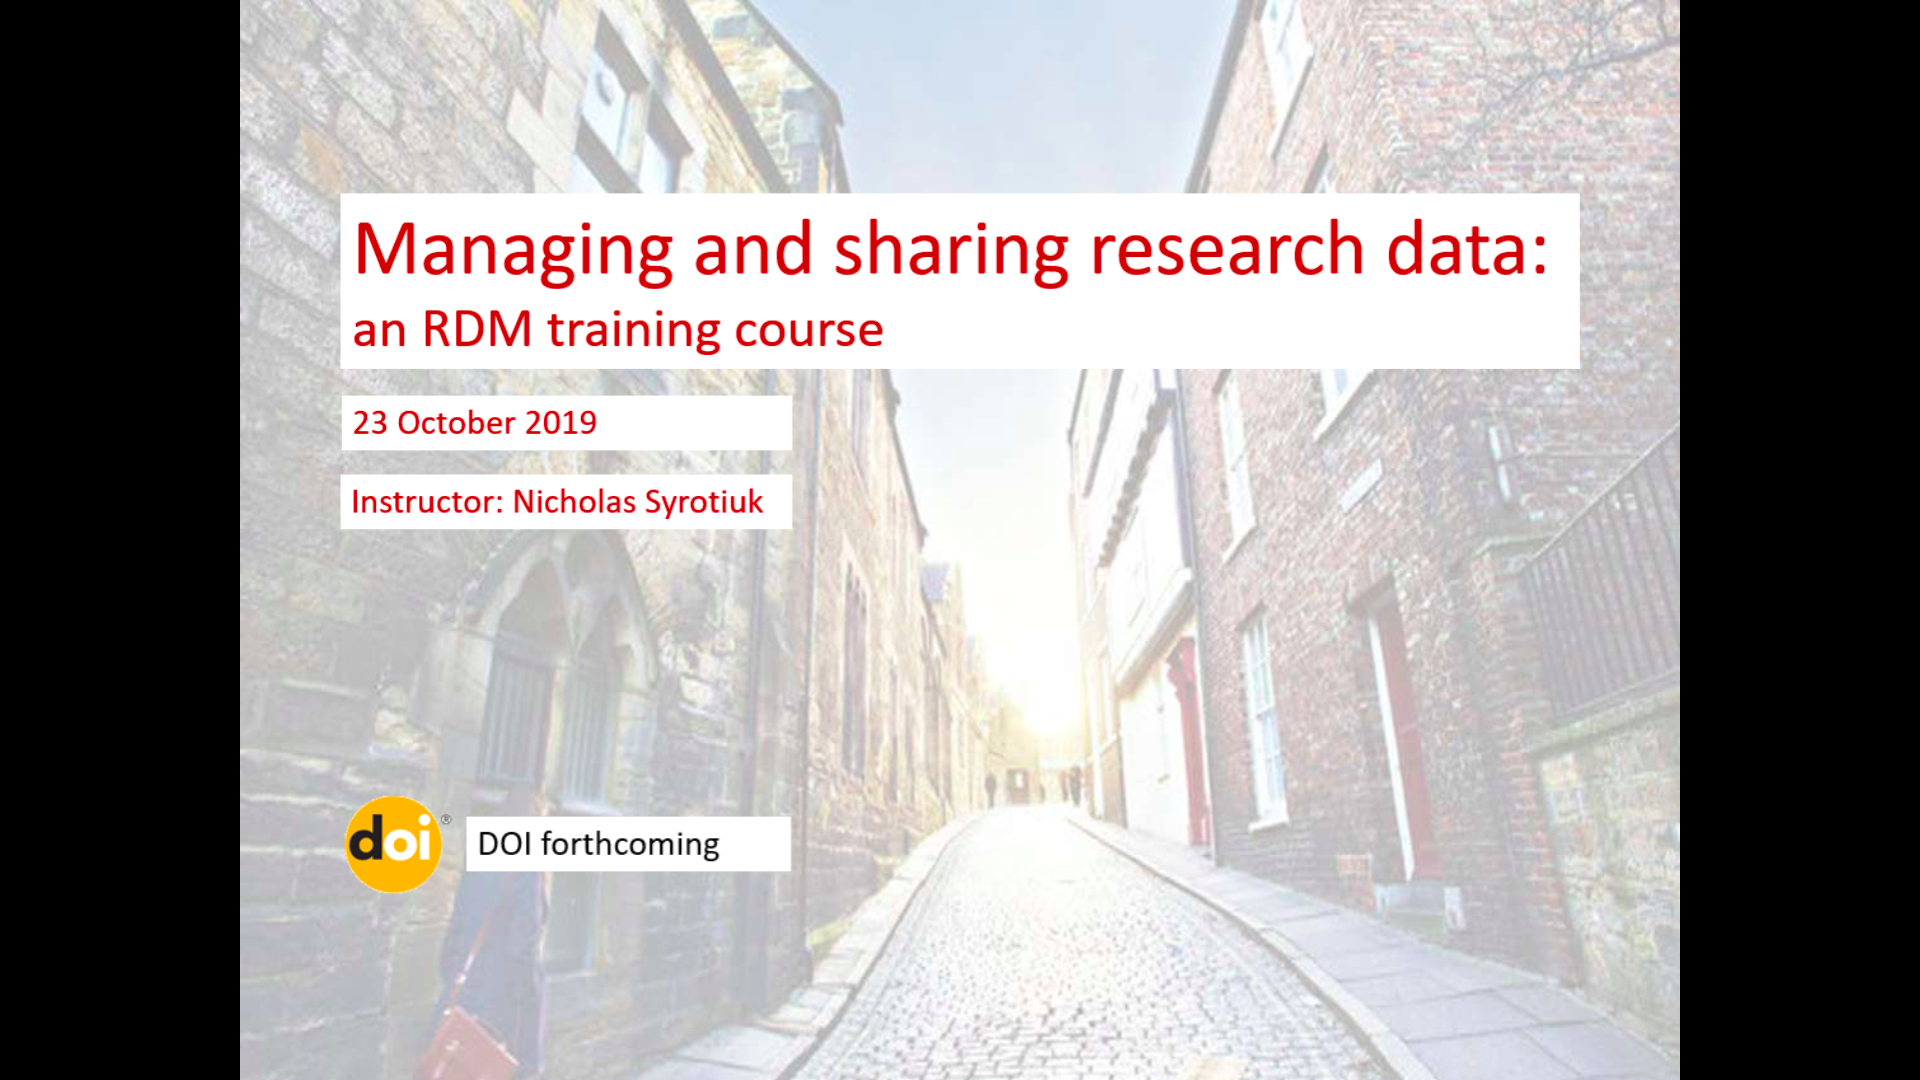 Managing and sharing research data:
an RDM training course
23 October 2019
Instructor: Nicholas Syrotiuk
doi®
DOI forthcoming